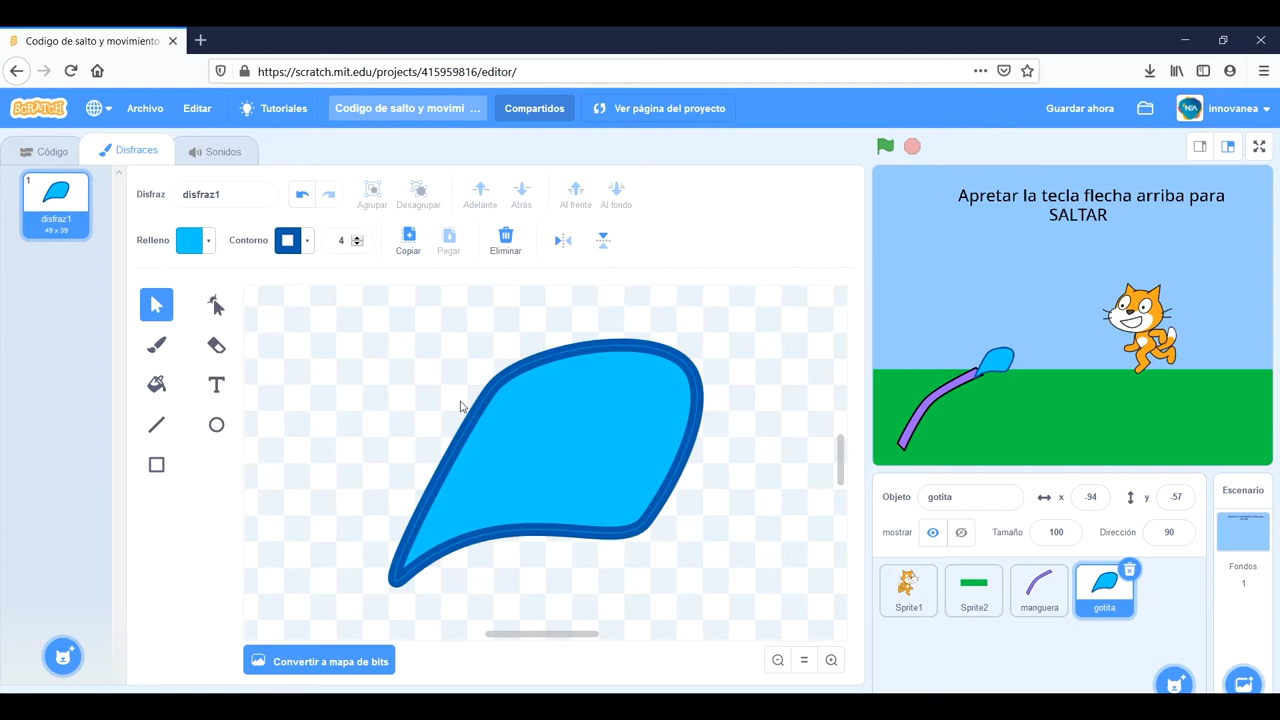 Codigo de salto y movimiento
https://scratch.mit.edu/projects/415959816/editor/
SCRATCH
Archivo
Editar
Tutoriales
Codigo de salto y movimi ...
Compartidos
Ver página del proyecto
Guardar ahora
innovanea
Código
Disfraces
Sonidos
1
disfraz1
49 x 39
Disfraz
disfraz1
Agrupar
Desagrupar
Adelante
Atrás
Al frente
Al fondo
Relleno
Contorno
4
Copiar
Pegar
Eliminar
T
Convertir a mapa de bits
Apretar la tecla flecha arriba para
SALTAR
Objeto
gotita
x
-94
y
-57
mostrar
Tamaño
100
Dirección
90
Sprite1
Sprite2
manguera
gotita
Escenario
Fondos
1